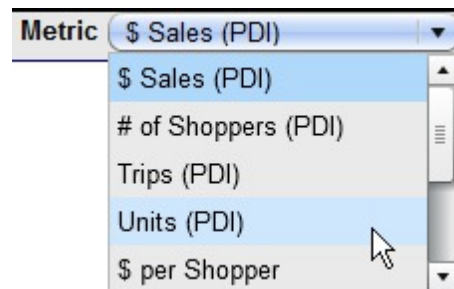 Metric $ Sales (PDI)
$ Sales (PDI)
# of Shoppers (PDI)
Trips (PDI)
Units (PDI)
$ per Shopper